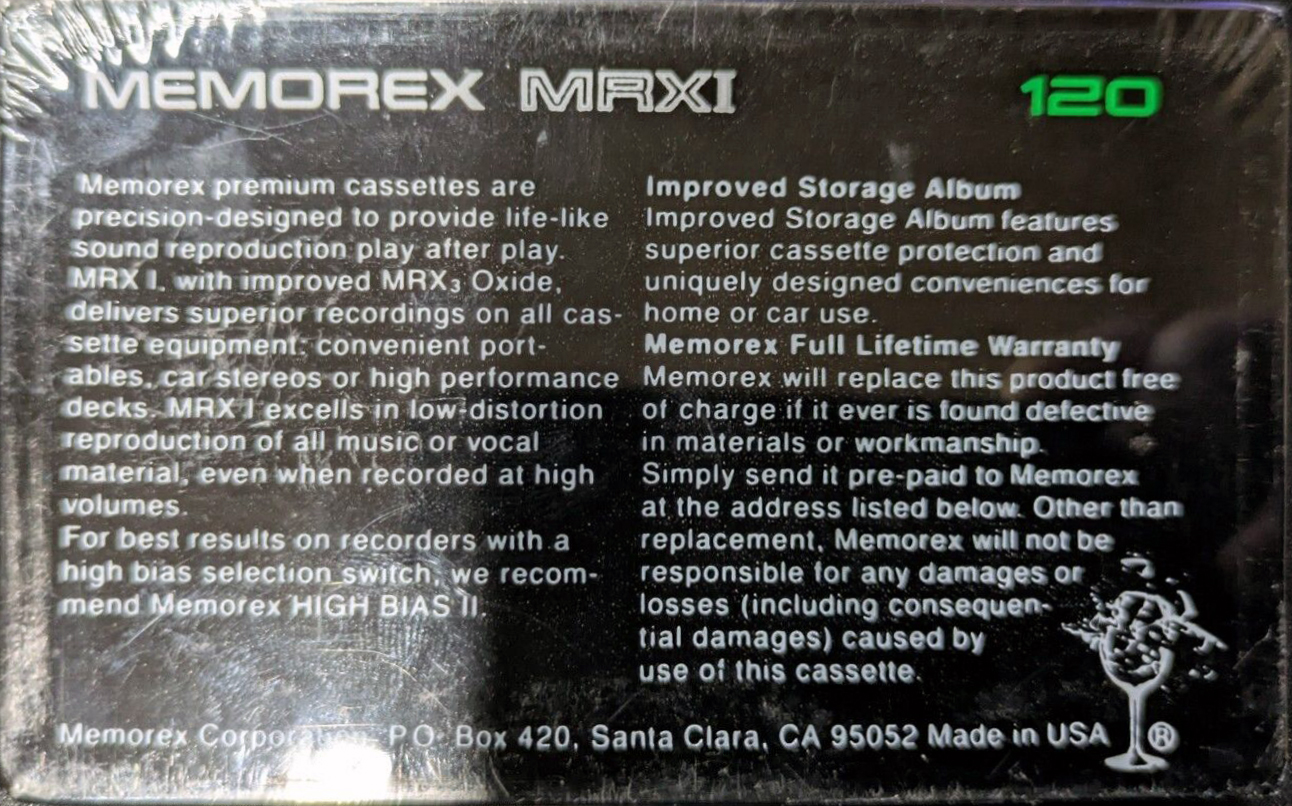 MEMOREX MRXI 120
Memorex premium cassettes are
precision-designed to provide life-like
sound reproduction play after play.
MRX I, with improved MRX3 Oxide,
delivers superior recordings on all cas-
sette equipment: convenient port-
ables, car stereos or high performance
decks. MRX I excells in low-distortion
reproduction of all music or vocal
material, even when recorded at high
volumes.
For best results on recorders with a
high bias selection switch, we recom-
mend Memorex HIGH BIAS II.
Improved Storage Album
Improved Storage Album features
superior cassette protection and
uniquely designed conveniences for
home or car use.
Memorex Full Lifetime Warranty
Memorex will replace this product free
of charge if it ever is found defective
in materials or workmanship.
Simply send it pre-paid to Memorex
at the address listed below. Other than
replacement, Memorex will not be
responsible for any damages or
losses (including consequen-
tial damages) caused by
use of this cassette.
Memorex Corporation P.O. Box 420, Santa Clara, CA 95052 Made in USA ®